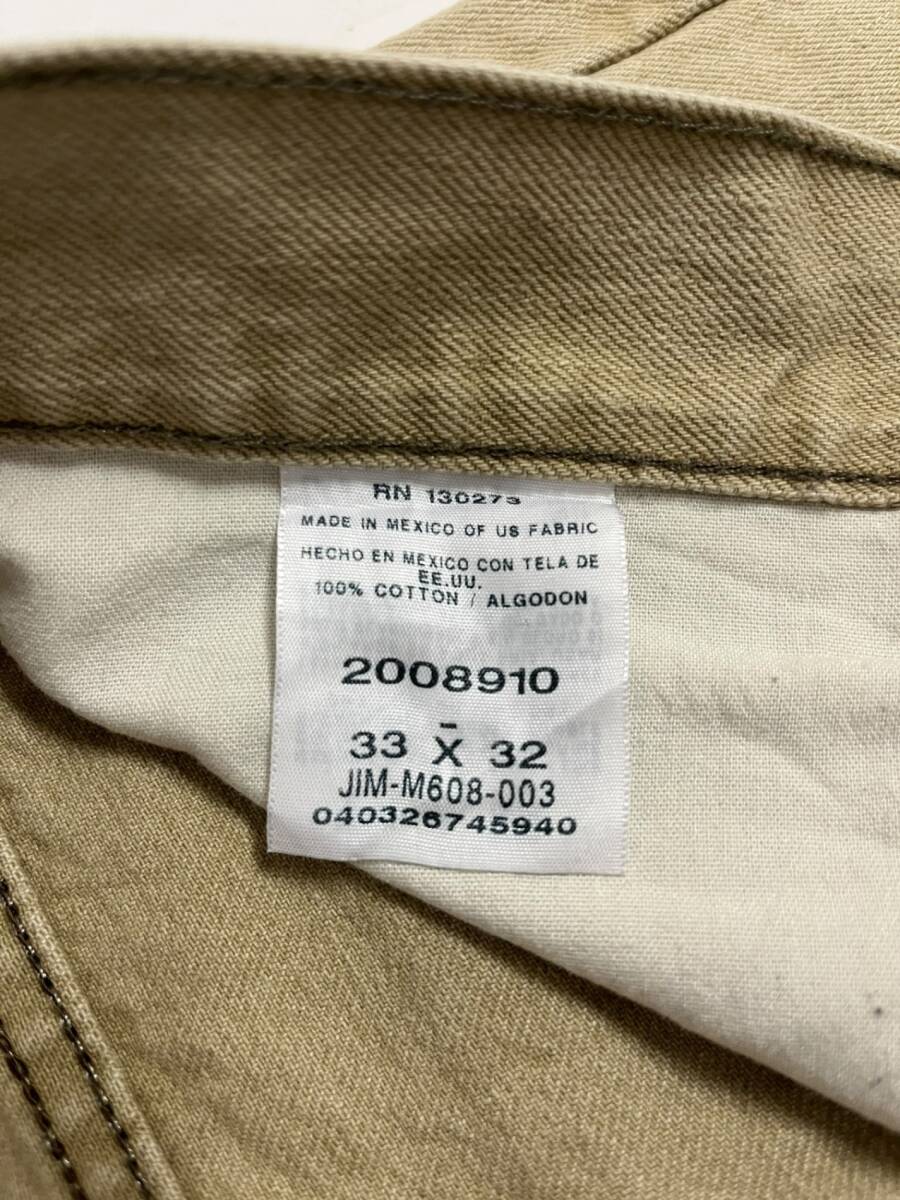 RN 130273
MADE IN MEXICO OF US FABRIC
HECHO EN MEXICO CON TELA DE
EE.UU.
100% COTTON / ALGODON
2008910
-
33 X 32
JIM-M608-003
040326745940